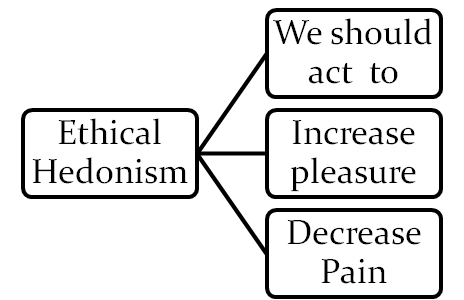 Ethical
Hedonism
We should
act to
Increase
pleasure
Decrease
Pain